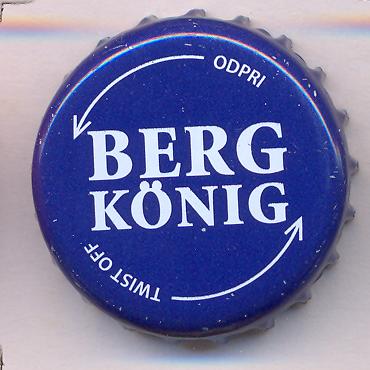 ODPRI
BERG
KÖNIG
TWIST OFF